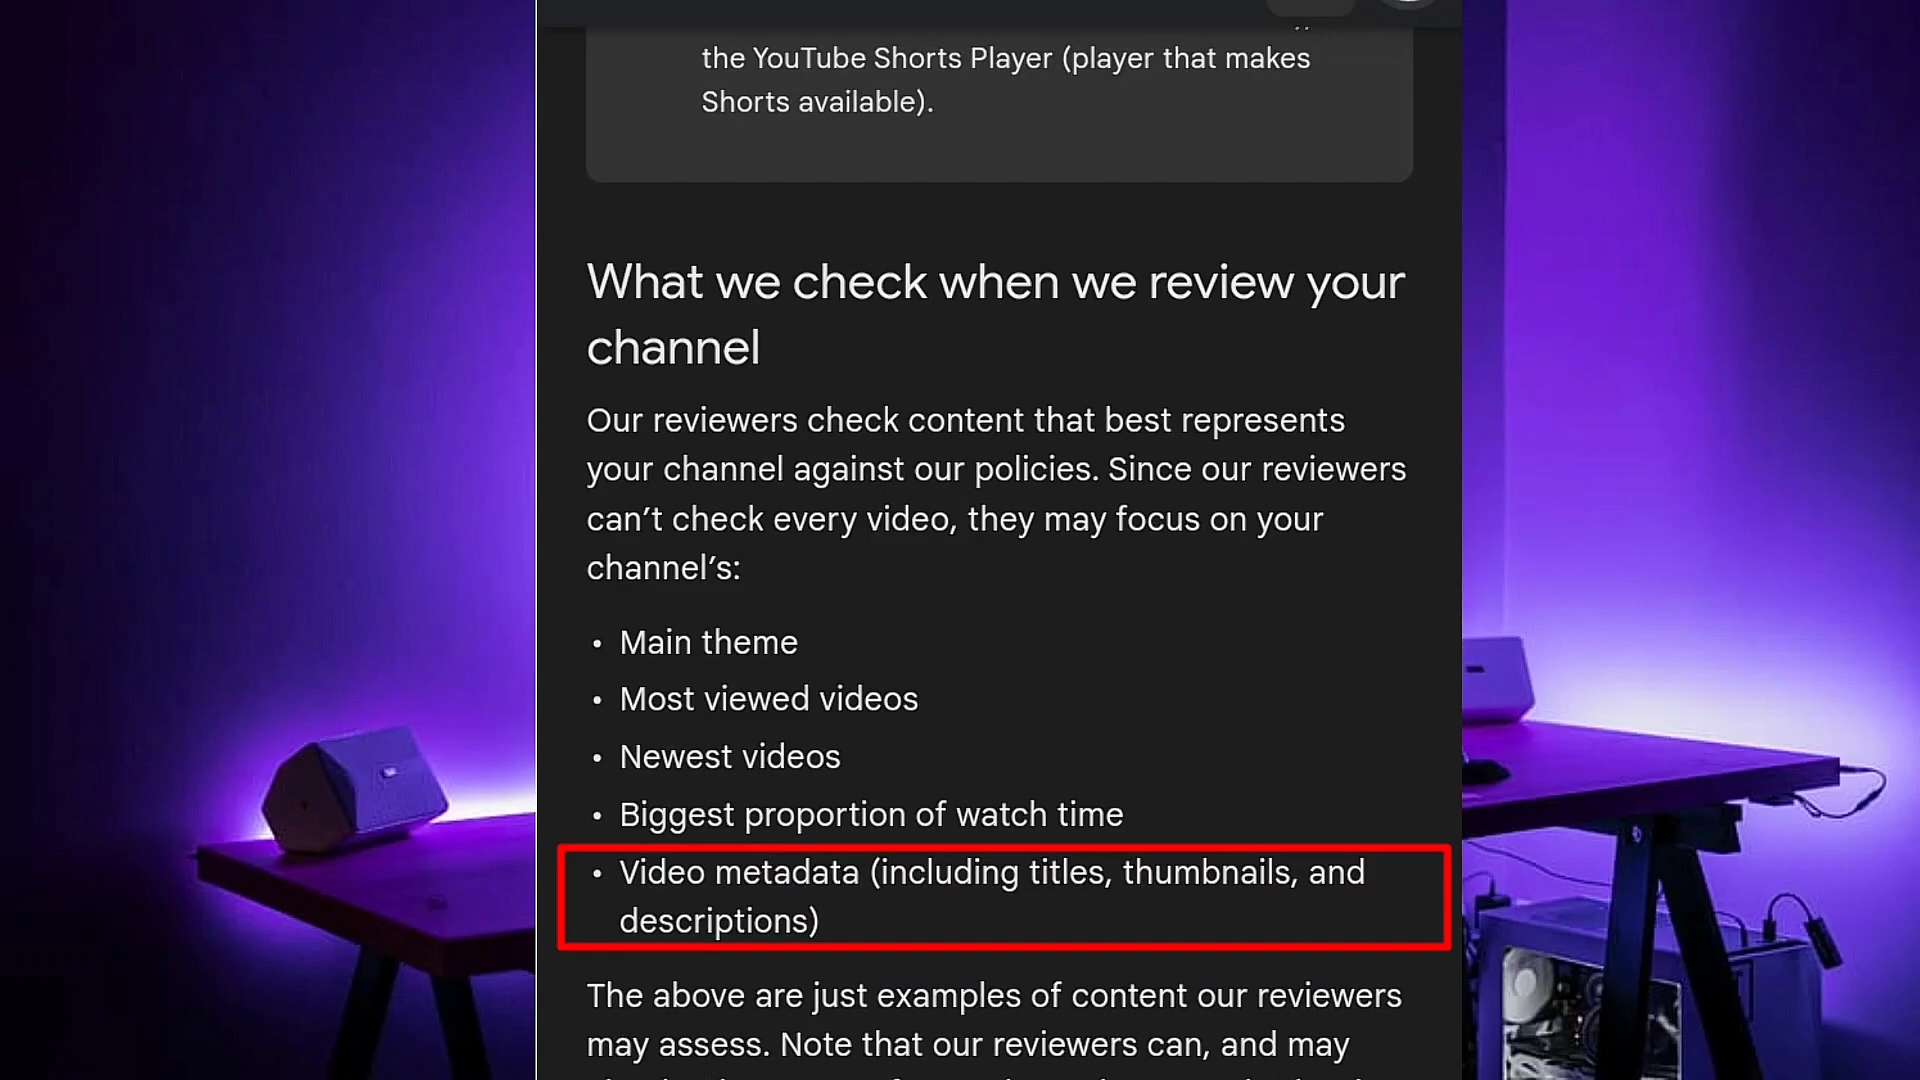 the YouTube Shorts Player (player that makes
Shorts available).
What we check when we review your
channel
Our reviewers check content that best represents
your channel against our policies. Since our reviewers
can’t check every video, they may focus on your
channel’s:
• Main theme
• Most viewed videos
• Newest videos
• Biggest proportion of watch time
• Video metadata (including titles, thumbnails, and
descriptions)
The above are just examples of content our reviewers
may assess. Note that our reviewers can, and may